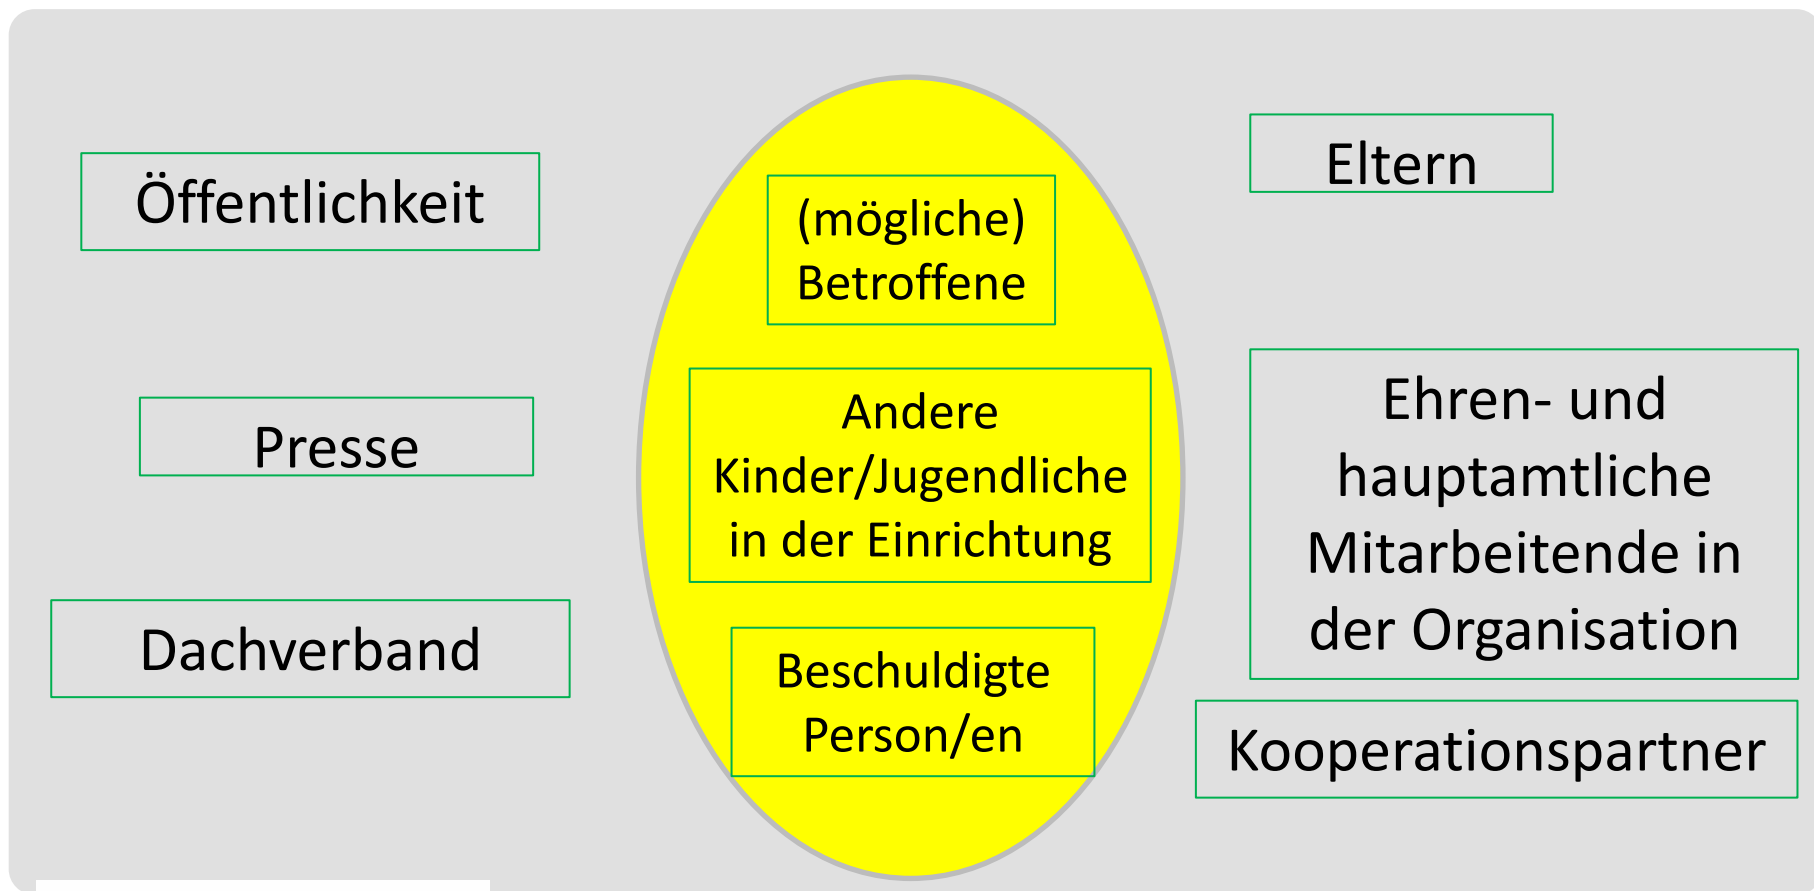 Öffentlichkeit
Presse
Dachverband
(mögliche)
Betroffene
Andere
Kinder/Jugendliche
in der Einrichtung
Beschuldigte
Person/en
Eltern
Ehren- und
hauptamtliche
Mitarbeitende in
der Organisation
Kooperationspartner